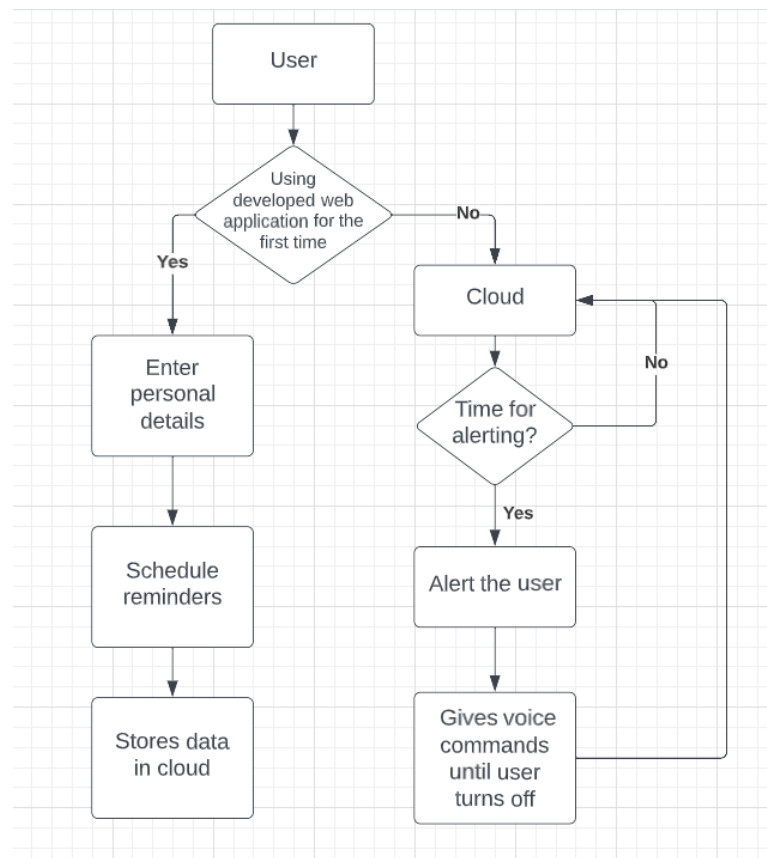 User
Using
developed web
application for the
first time
No
Yes
Cloud
Enter
personal
details
No
Time for
alerting?
Yes
Schedule
reminders
Alert the user
Stores data
in cloud
Gives voice
commands
until user
turns off